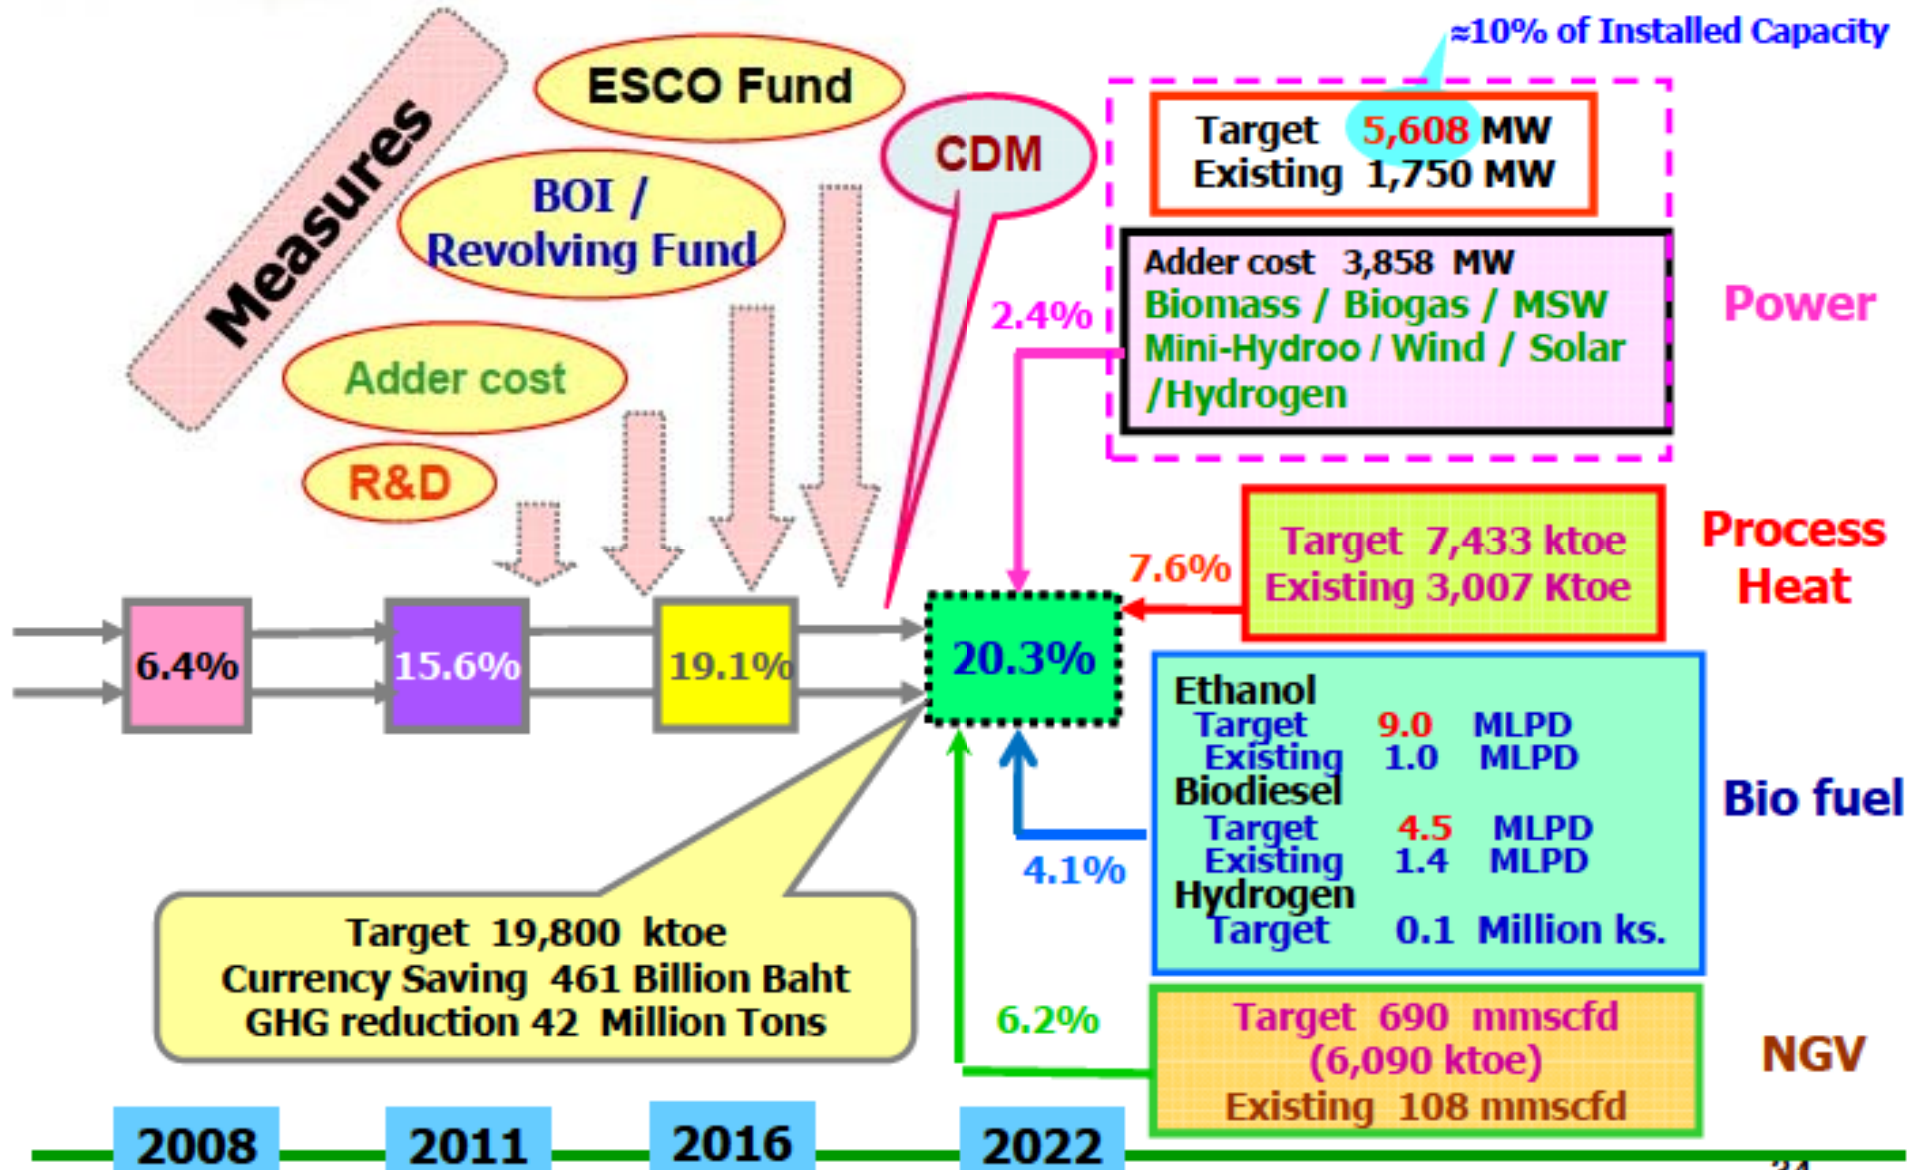 ≈10% of Installed Capacity
Measures
ESCO Fund
BOI /
Revolving Fund
Adder cost
R&D
CDM
Target 5,608 MW
Existing 1,750 MW
Adder cost 3,858 MW
Biomass / Biogas / MSW
Mini-Hydroo / Wind / Solar
/Hydrogen
Power
2.4%
Target 7,433 ktoe
Existing 3,007 Ktoe
Process
Heat
7.6%
6.4%
15.6%
19.1%
20.3%
Ethanol
Target 9.0 MLPD
Existing 1.0 MLPD
Biodiesel
Target 4.5 MLPD
Existing 1.4 MLPD
Hydrogen
Target 0.1 Million ks.
Bio fuel
4.1%
Target 19,800 ktoe
Currency Saving 461 Billion Baht
GHG reduction 42 Million Tons
6.2%
Target 690 mmscfd
(6,090 ktoe)
Existing 108 mmscfd
NGV
2008
2011
2016
2022